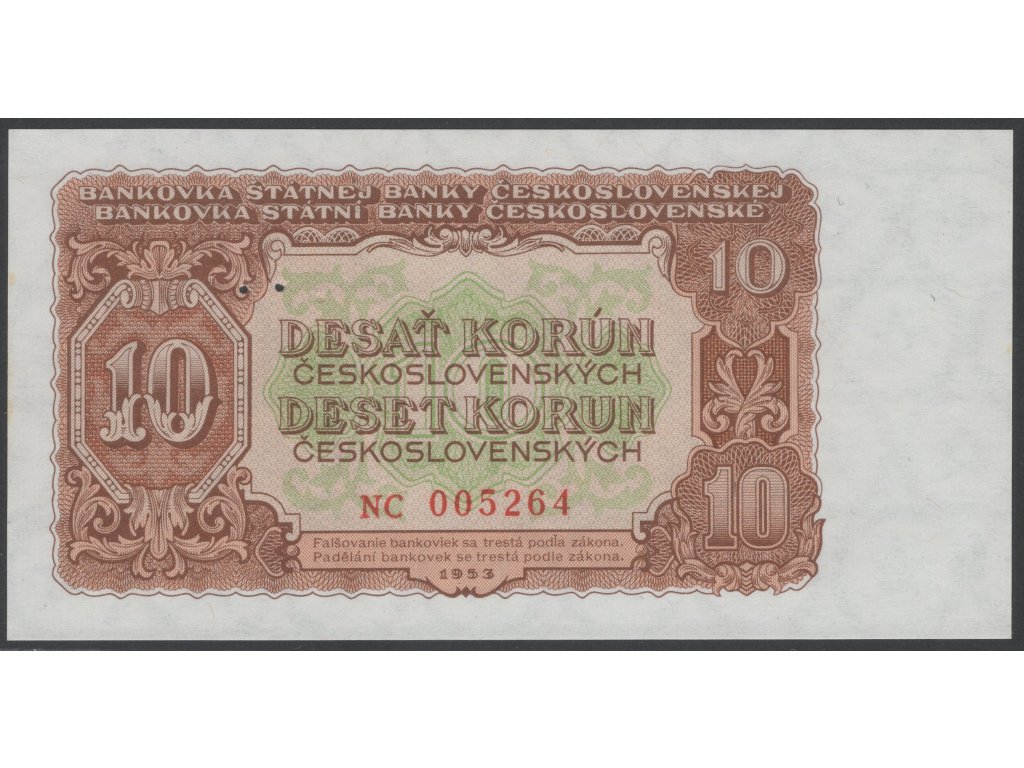 BANKOVKA ŠTÁTNEJ BANKY ČESKOSLOVENSKEJ
BANKOVKA STÁTNÍ BANKY ČESKOSLOVENSKÉ
10
10
DESAŤ KORÚN
ČESKOSLOVENSKÝCH
DESET KORUN
ČESKOSLOVENSKÝCH
10
NC 005264
Falšovanie bankoviek sa trestá podľa zákona.
Padělání bankovek se trestá podle zákona.
1953